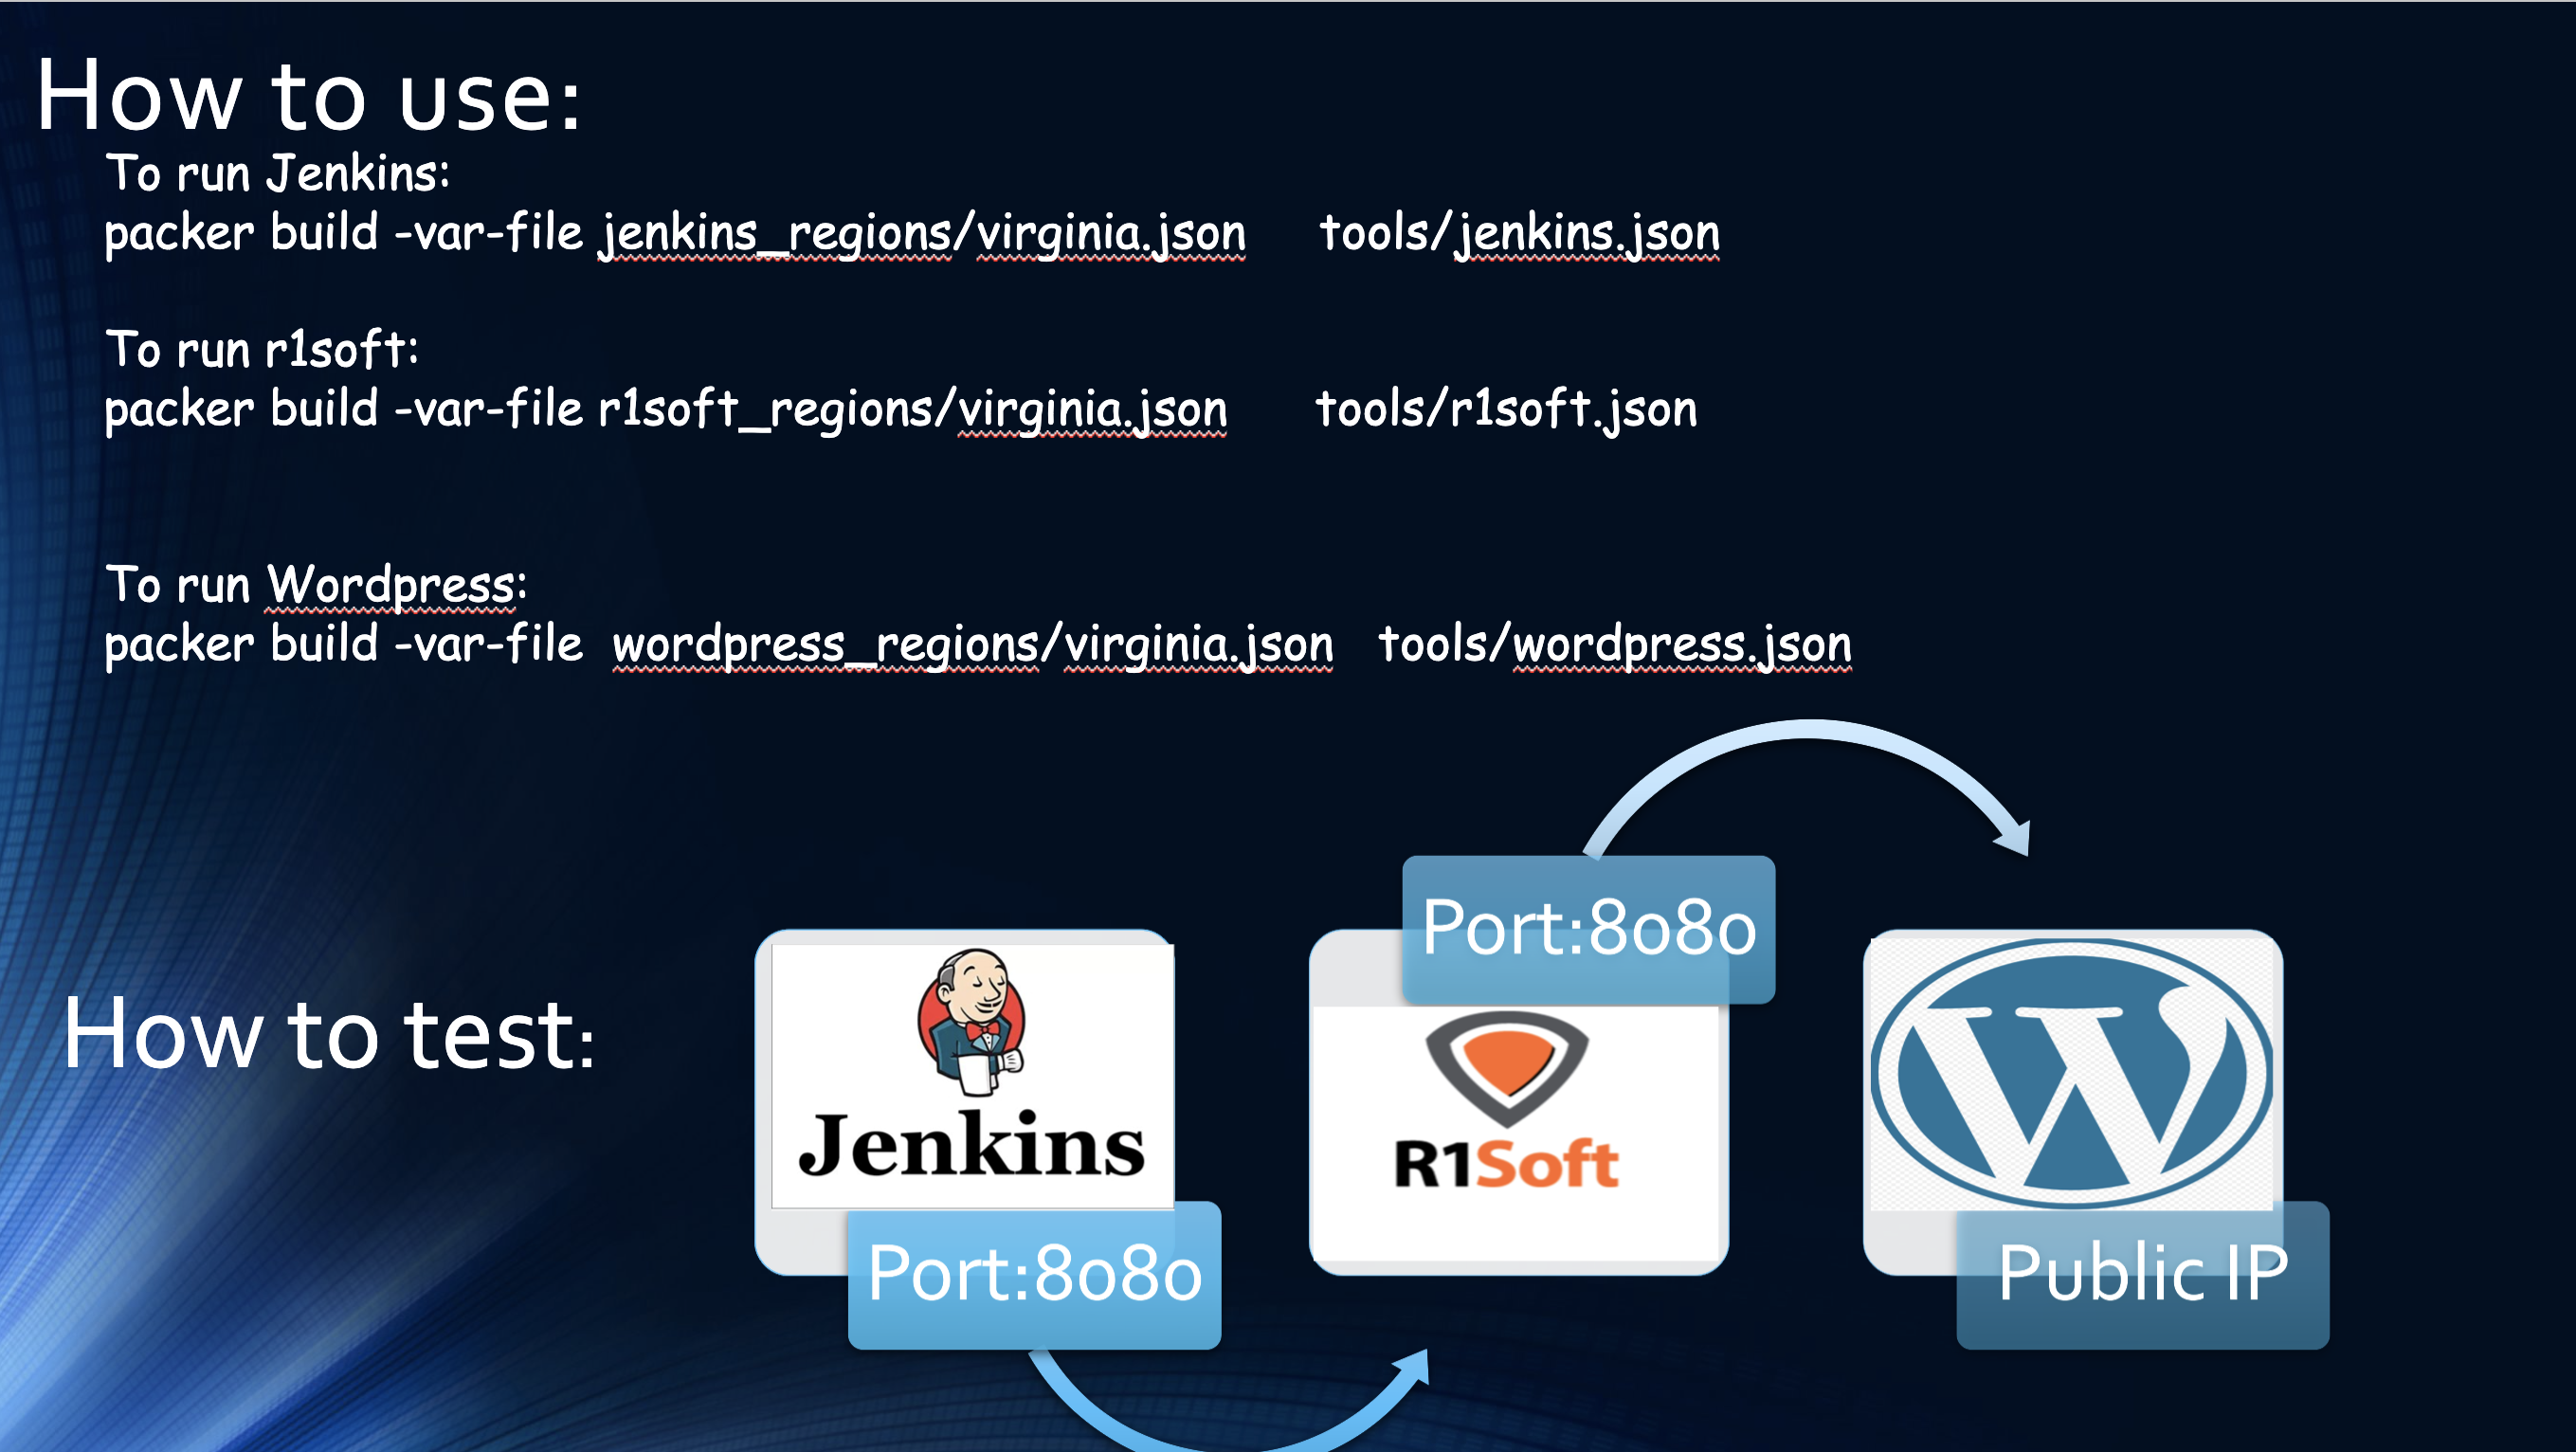 How to use:
To run Jenkins:
packer build -var-file jenkins_regions/virginia.json tools/jenkins.json
To run r1soft:
packer build -var-file r1soft_regions/virginia.json tools/r1soft.json
To run Wordpress:
packer build -var-file wordpress_regions/virginia.json tools/wordpress.json
How to test:
Jenkins
Port:8080
Port:8080
R1Soft
W
Public IP